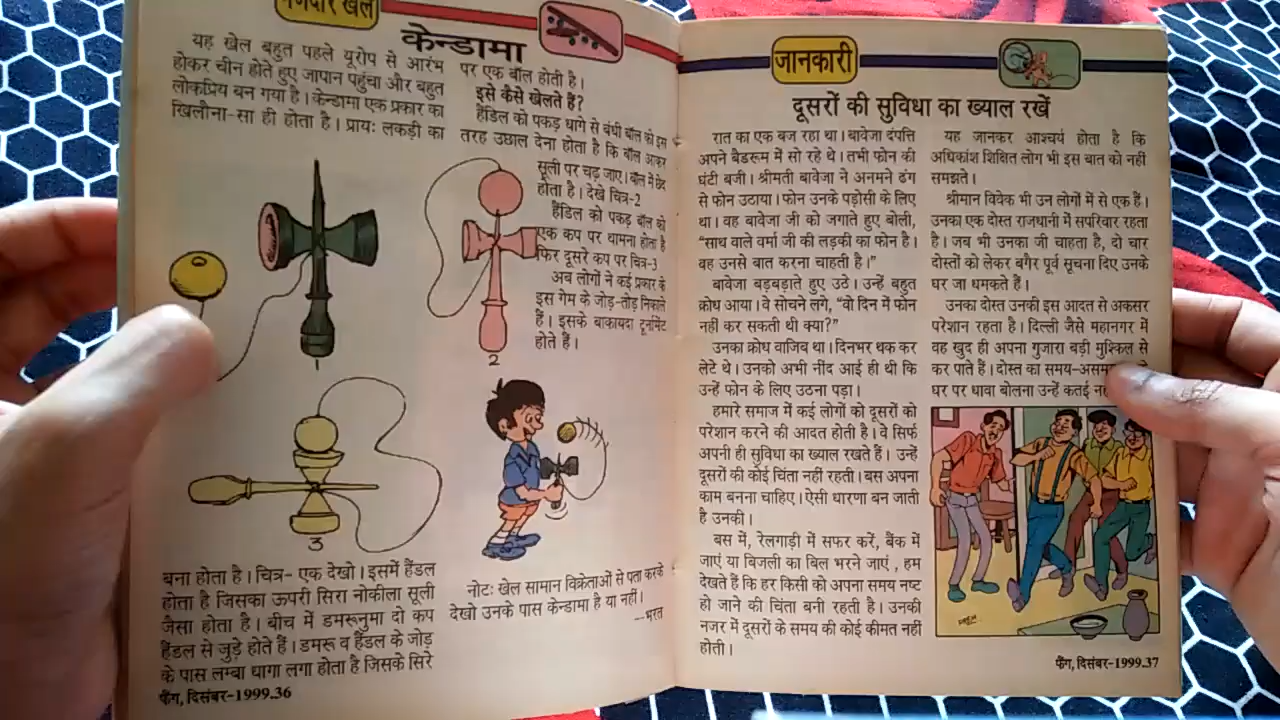 मजेदार खेल
केन्डामा
यह खेल बहुत पहले यूरोप से आरंभ
होकर चीन होते हुए जापान पहुंचा और बहुत
लोकप्रिय बन गया है। केन्डामा एक प्रकार का
खिलौना-सा ही होता है। प्रायः लकड़ी का
1
3
बना होता है। चित्र- एक देखो। इसमें हैंडल
होता है जिसका ऊपरी सिरा नोकीला सूली
जैसा होता है। बीच में डमरूनुमा दो कप
हैंडिल से जुड़े होते हैं। डमरू व हैंडल के जोड़
के पास लम्बा धागा लगा होता है जिसके सिरे
पर एक बॉल होती है।
इसे कैसे खेलते हैं?
हैंडिल को पकड़ धागे से बंधी बॉल को इस
तरह उछाल देना होता है कि बॉल आकर
सूली पर चढ़ जाए। बॉल में छेद
होता है। देखे चित्र-2
हैंडिल को पकड़ बॉल को
एक कप पर थामना होता है
फिर दूसरे कप पर चित्र-3
अब लोगों ने कई प्रकार के
इस गेम के जोड़-तोड़ निकाले
हैं। इसके बाकायदा टूर्नामेंट
होते हैं।
2
नोटः खेल सामान विक्रेताओं से पता करके
देखो उनके पास केन्डामा है या नहीं।
—भरत
फैंग, दिसंबर-1999.36
जानकारी
दूसरों की सुविधा का ख्याल रखें
रात का एक बज रहा था। बावेजा दंपत्ति
अपने बैडरूम में सो रहे थे। तभी फोन की
घंटी बजी। श्रीमती बावेजा ने अनमने ढंग
से फोन उठाया। फोन उनके पड़ोसी के लिए
था। वह बावेजा जी को जगाते हुए बोली,
“साथ वाले वर्मा जी की लड़की का फोन है।
वह उनसे बात करना चाहती है।”
बावेजा बड़बड़ाते हुए उठे। उन्हें बहुत
क्रोध आया। वे सोचने लगे, “वो दिन में फोन
नहीं कर सकती थी क्या?”
उनका क्रोध वाजिब था। दिनभर थक कर
लेटे थे। उनको अभी नींद आई ही थी कि
उन्हें फोन के लिए उठना पड़ा।
हमारे समाज में कई लोगों को दूसरों को
परेशान करने की आदत होती है। वे सिर्फ
अपनी ही सुविधा का ख्याल रखते हैं। उन्हें
दूसरों की कोई चिंता नहीं रहती। बस अपना
काम बनना चाहिए। ऐसी धारणा बन जाती
है उनकी।
बस में, रेलगाड़ी में सफर करें, बैंक में
जाएं या बिजली का बिल भरने जाएं , हम
देखते हैं कि हर किसी को अपना समय नष्ट
हो जाने की चिंता बनी रहती है। उनकी
नजर में दूसरों के समय की कोई कीमत नहीं
होती।
यह जानकर आश्चर्य होता है कि
अधिकांश शिक्षित लोग भी इस बात को नहीं
समझते।
श्रीमान विवेक भी उन लोगों में से एक हैं।
उनका एक दोस्त राजधानी में सपरिवार रहता
है। जब भी उनका जी चाहता है, दो चार
दोस्तों को लेकर बगैर पूर्व सूचना दिए उनके
घर जा धमकते हैं।
उनका दोस्त उनकी इस आदत से अकसर
परेशान रहता है। दिल्ली जैसे महानगर में
वह खुद ही अपना गुजारा बड़ी मुश्किल से
कर पाते हैं। दोस्त का
घर पर धावा बोलना उन्हें कतई
फैंग, दिसंबर-1999.37